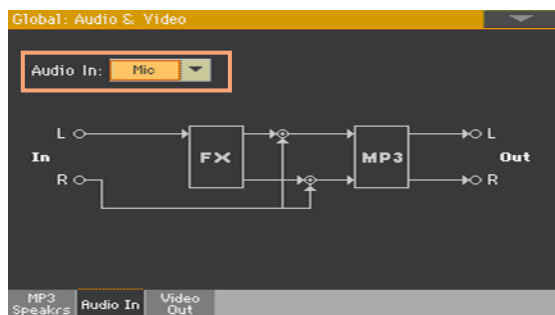 Global: Audio & Video
Audio In: Mic
L
In
R
FX
MP3
L
Out
R
MP3
Speakrs
Audio In
Video
Out